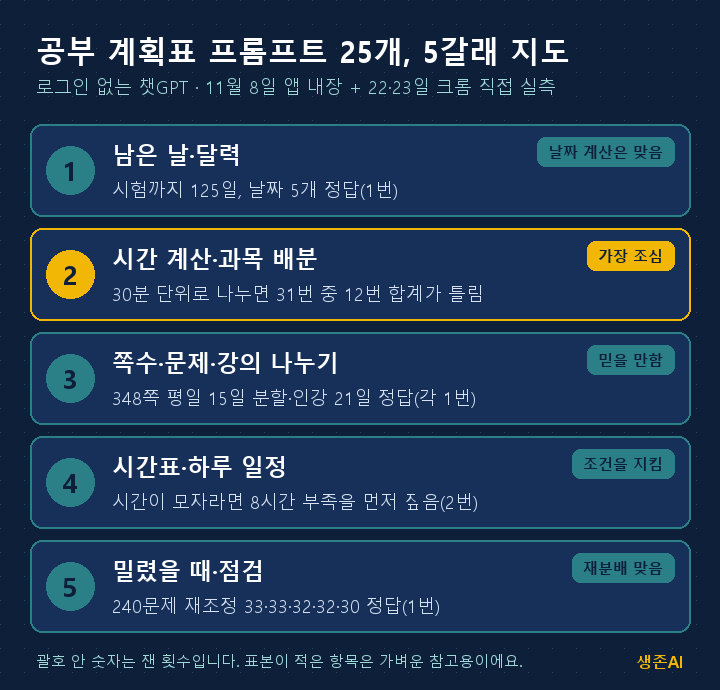 공부 계획표 프롬프트 25개, 5갈래 지도
로그인 없는 챗GPT · 11월 8일 앱 내장 + 22·23일 크롬 직접 실측
1
남은 날·달력
날짜 계산은 맞음
시험까지 125일, 날짜 5개 정답(1번)
2
시간 계산·과목 배분
가장 조심
30분 단위로 나누면 31번 중 12번 합계가 틀림
3
쪽수·문제·강의 나누기
믿을 만함
348쪽 평일 15일 분할·인강 21일 정답(각 1번)
4
시간표·하루 일정
조건을 지킴
시간이 모자라면 8시간 부족을 먼저 짚음(2번)
5
밀렸을 때·점검
재분배 맞음
240문제 재조정 33·33·32·32·30 정답(1번)
괄호 안 숫자는 잰 횟수입니다. 표본이 적은 항목은 가벼운 참고용이에요.
생존AI